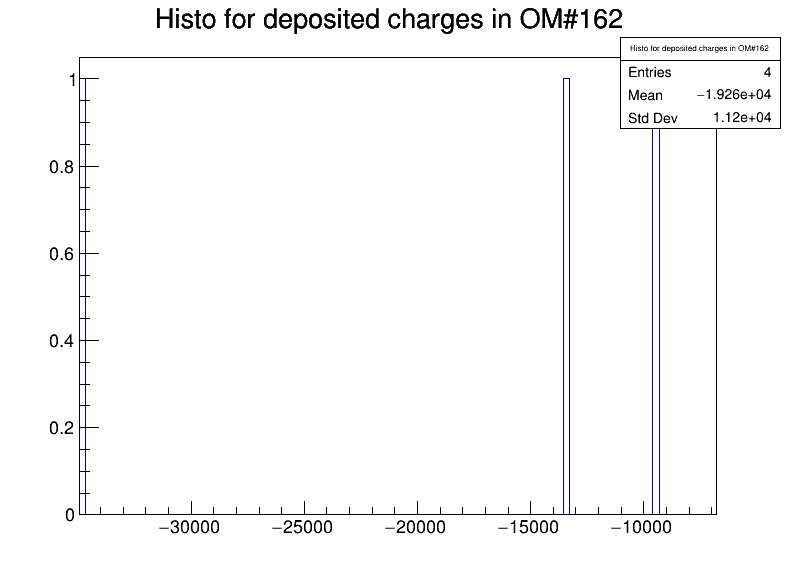 Histo for deposited charges in OM#162
Histo for deposited charges in OM#162
Entries 4
Mean −1.926e+04
Std Dev 1.12e+04
1
0.8
0.6
0.4
0.2
0
−30000 −25000 −20000 −15000 −10000